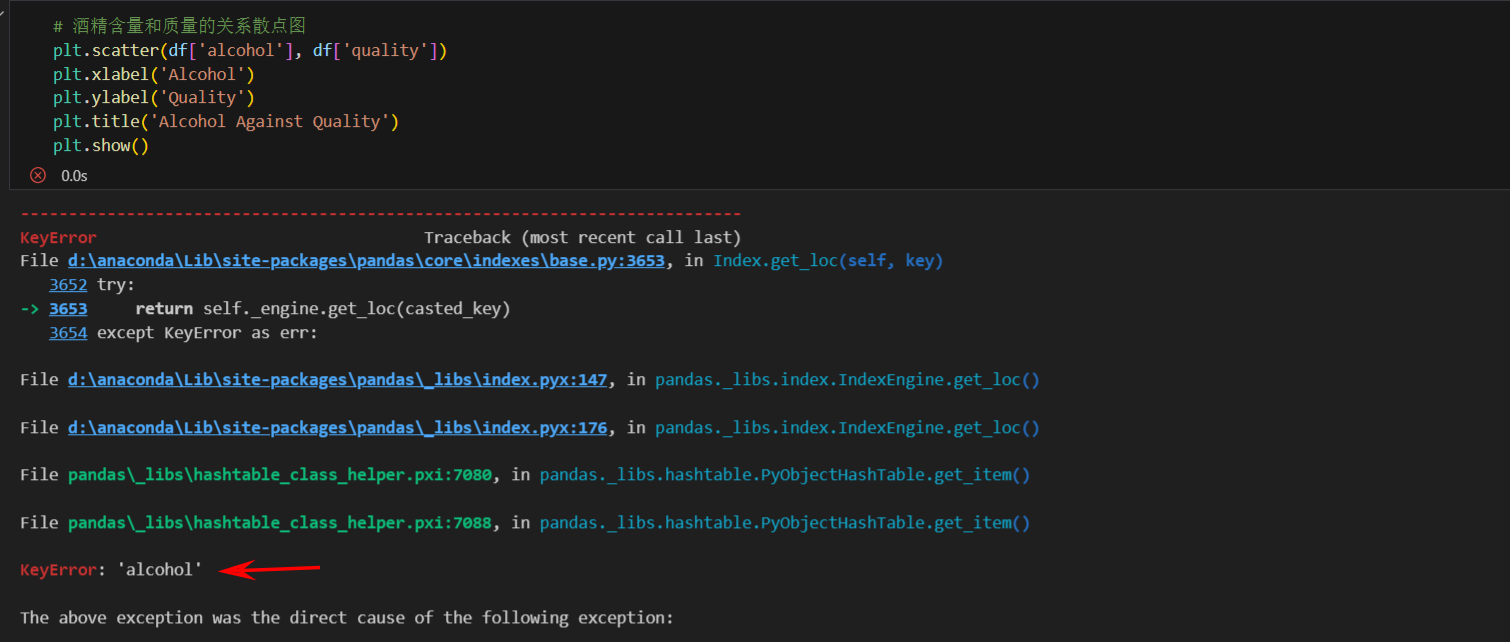 # 酒精含量和质量的关系散点图
plt.scatter(df['alcohol'], df['quality'])
plt.xlabel('Alcohol')
plt.ylabel('Quality')
plt.title('Alcohol Against Quality')
plt.show()
0.0s
---------------------------------------------------------------------------
KeyError                                  Traceback (most recent call last)
File d:\anaconda\Lib\site-packages\pandas\core\indexes\base.py:3653, in Index.get_loc(self, key)
   3652 try:
-> 3653     return self._engine.get_loc(casted_key)
   3654 except KeyError as err:
File d:\anaconda\Lib\site-packages\pandas\_libs\index.pyx:147, in pandas._libs.index.IndexEngine.get_loc()
File d:\anaconda\Lib\site-packages\pandas\_libs\index.pyx:176, in pandas._libs.index.IndexEngine.get_loc()
File pandas\_libs\hashtable_class_helper.pxi:7080, in pandas._libs.hashtable.PyObjectHashTable.get_item()
File pandas\_libs\hashtable_class_helper.pxi:7088, in pandas._libs.hashtable.PyObjectHashTable.get_item()
KeyError: 'alcohol'
The above exception was the direct cause of the following exception: